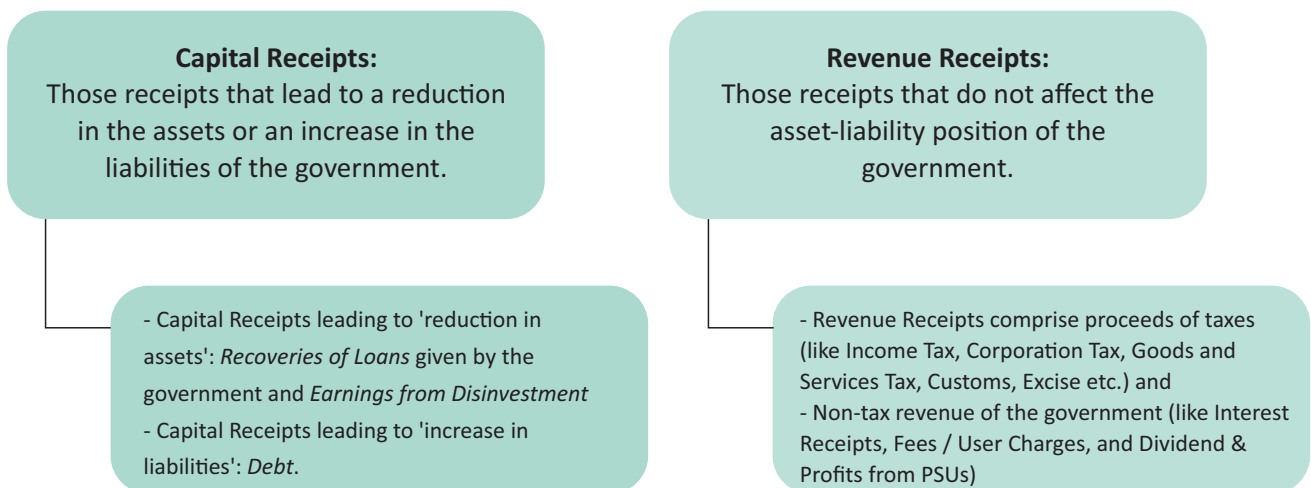 Capital Receipts:
Those receipts that lead to a reduction
in the assets or an increase in the
liabilities of the government.
- Capital Receipts leading to 'reduction in
assets': Recoveries of Loans given by the
government and Earnings from Disinvestment
- Capital Receipts leading to 'increase in
liabilities': Debt.
Revenue Receipts:
Those receipts that do not affect the
asset-liability position of the
government.
- Revenue Receipts comprise proceeds of taxes
(like Income Tax, Corporation Tax, Goods and
Services Tax, Customs, Excise etc.) and
- Non-tax revenue of the government (like Interest
Receipts, Fees / User Charges, and Dividend &
Profits from PSUs)